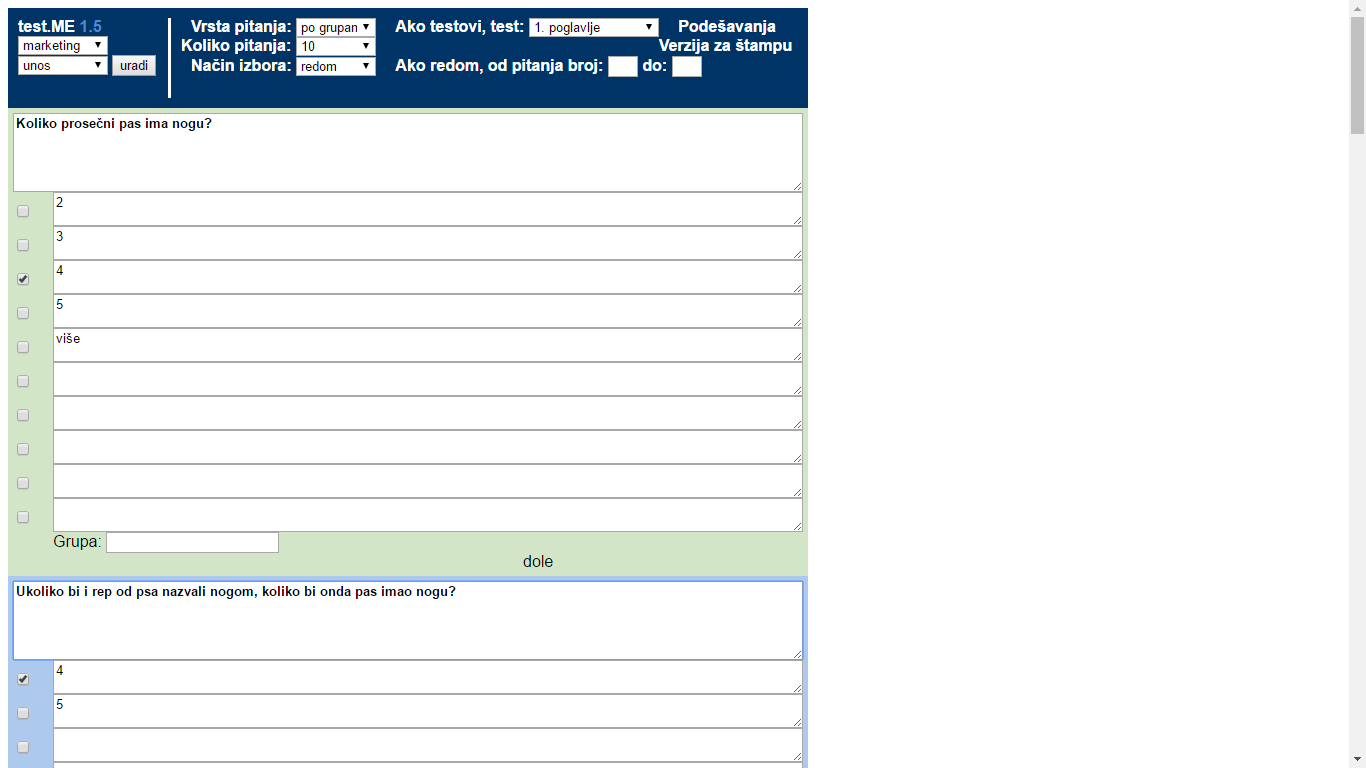 test.ME 1.5
marketing
unos uradi
Vrsta pitanja: po grupan
Koliko pitanja: 10
Način izbora: redom
Ako testovi, test: 1. poglavlje
Ako redom, od pitanja broj: do:
Podešavanja
Verzija za štampu
Koliko prosečni pas ima nogu?
2
3
4
5
više
Grupa:
dole
Ukoliko bi i rep od psa nazvali nogom, koliko bi onda pas imao nogu?
4
5